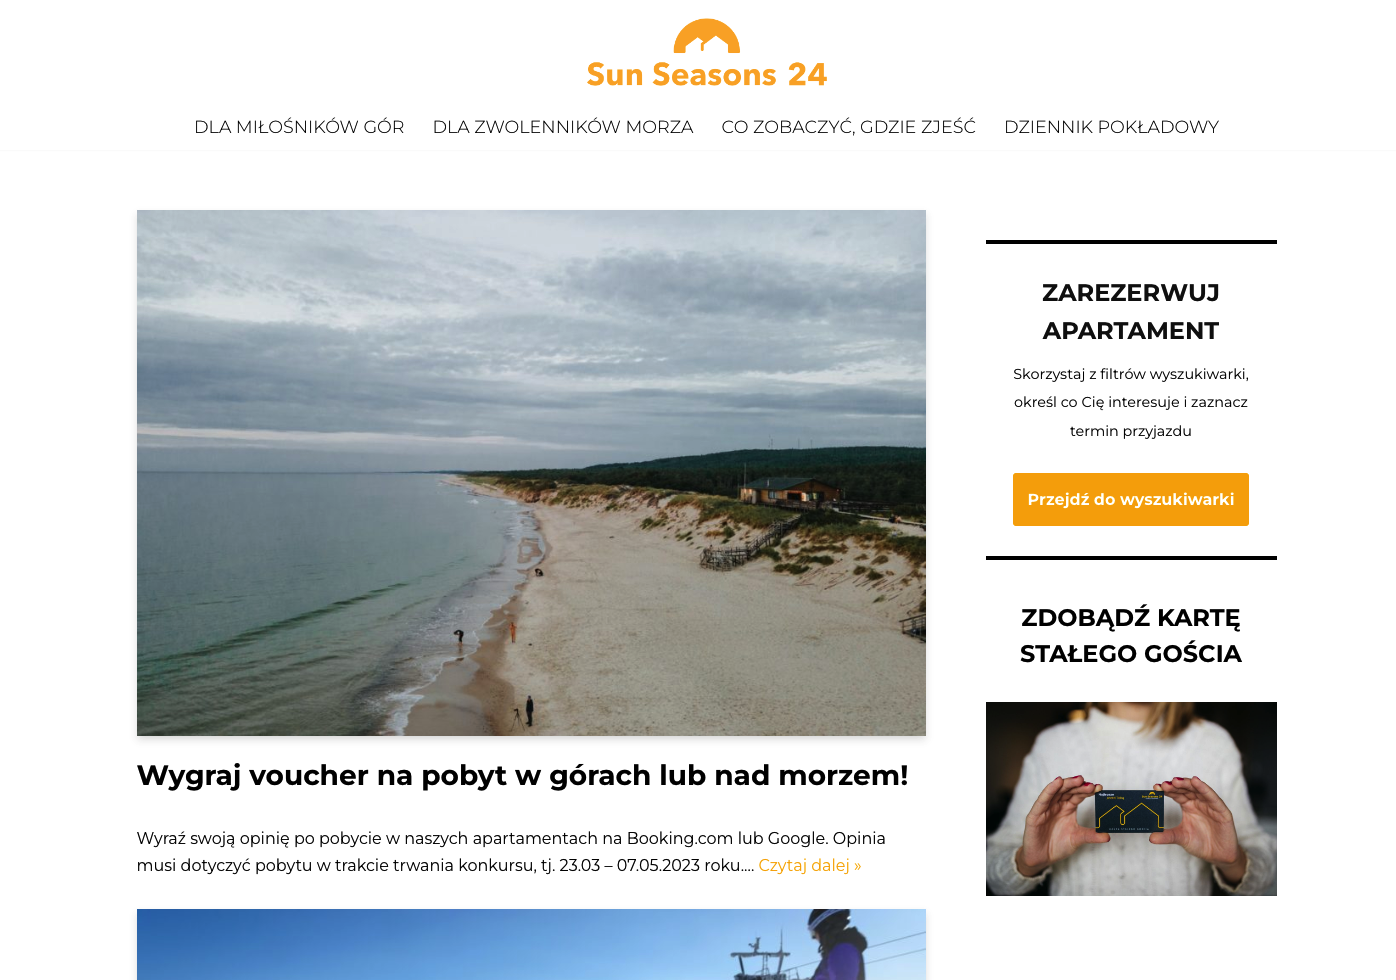 Sun Seasons 24
DLA MIŁOŚNIKÓW GÓR
DLA ZWOLENNIKÓW MORZA
CO ZOBACZYĆ, GDZIE ZJEŚĆ
DZIENNIK POKŁADOWY
Wygraj voucher na pobyt w górach lub nad morzem!
Wyraź swoją opinię po pobycie w naszych apartamentach na Booking.com lub Google. Opinia
musi dotyczyć pobytu w trakcie trwania konkursu, tj. 23.03 – 07.05.2023 roku.… Czytaj dalej »
ZAREZERWUJ
APARTAMENT
Skorzystaj z filtrów wyszukiwarki,
określ co Cię interesuje i zaznacz
termin przyjazdu
Przejdź do wyszukiwarki
ZDOBĄDŹ KARTĘ
STAŁEGO GOŚCIA